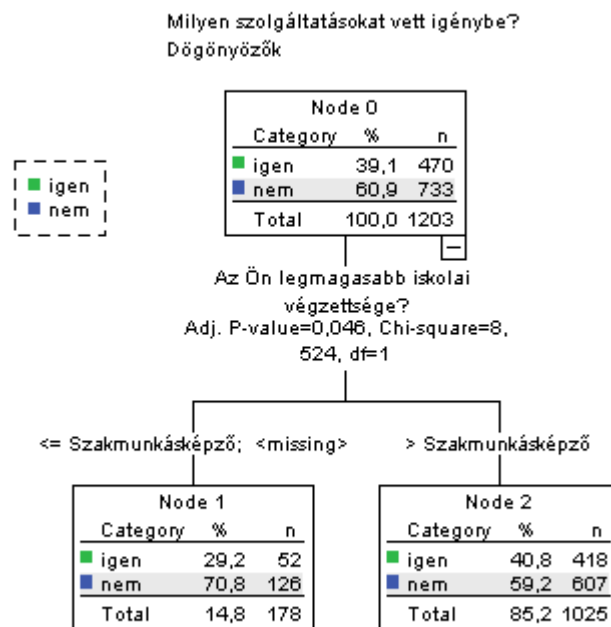 Milyen szolgáltatásokat vett igénybe?
Dögönyözők
igen
nem
Node 0
Category % n
igen 39,1 470
nem 60,9 733
Total 100,0 1203
Az Ön legmagasabb iskolai
végzettsége?
Adj. P-value=0,046, Chi-square=8,
524, df=1
<= Szakmunkásképző; <missing>
> Szakmunkásképző
Node 1
Category % n
igen 29,2 52
nem 70,8 126
Total 14,8 178
Node 2
Category % n
igen 40,8 418
nem 59,2 607
Total 85,2 1025